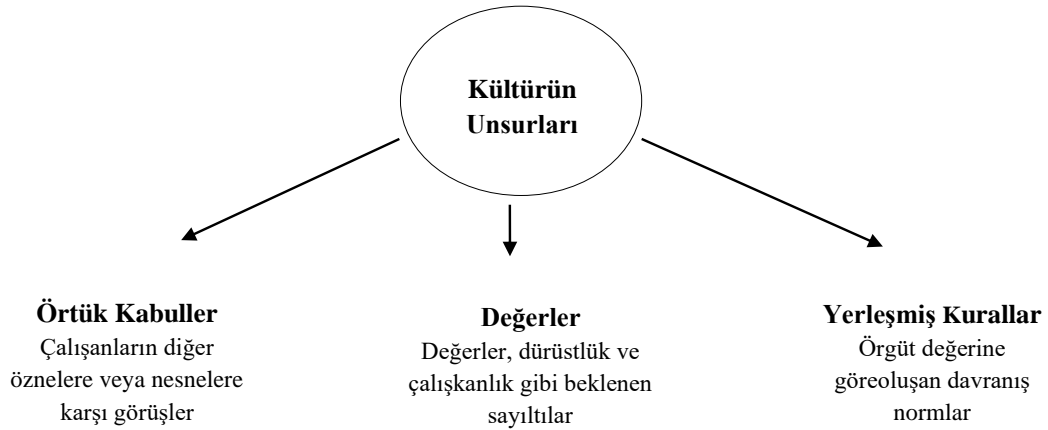 Kültürün
Unsurları
Örtük Kabuller
Çalışanların diğer
öznelere veya nesnelere
karşı görüşler
Değerler
Değerler, dürüstlük ve
çalışkanlık gibi beklenen
sayıltılar
Yerleşmiş Kurallar
Örgüt değerine
göreoluşan davranış
normlar